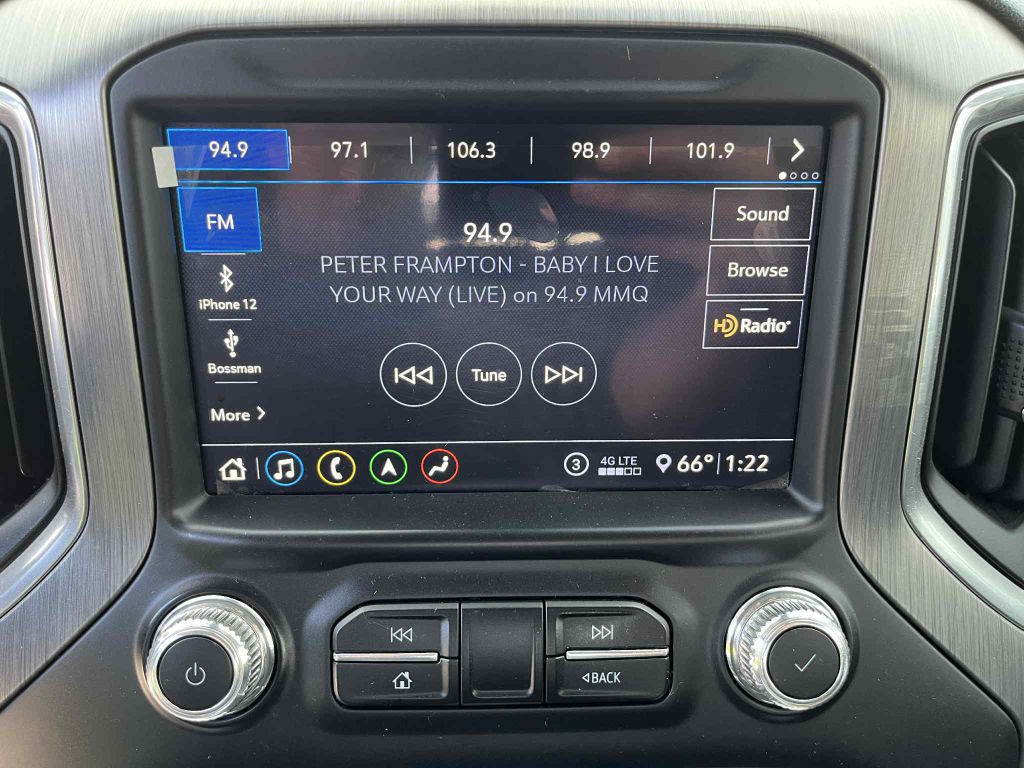 94.9 97.1 106.3 98.9 101.9
FM
94.9
Sound
PETER FRAMPTON - BABY I LOVE
YOUR WAY (LIVE) on 94.9 MMQ
Browse
iPhone 12
HD Radio
Bossman
Tune
More
3 4G LTE 66° 1:22
BACK